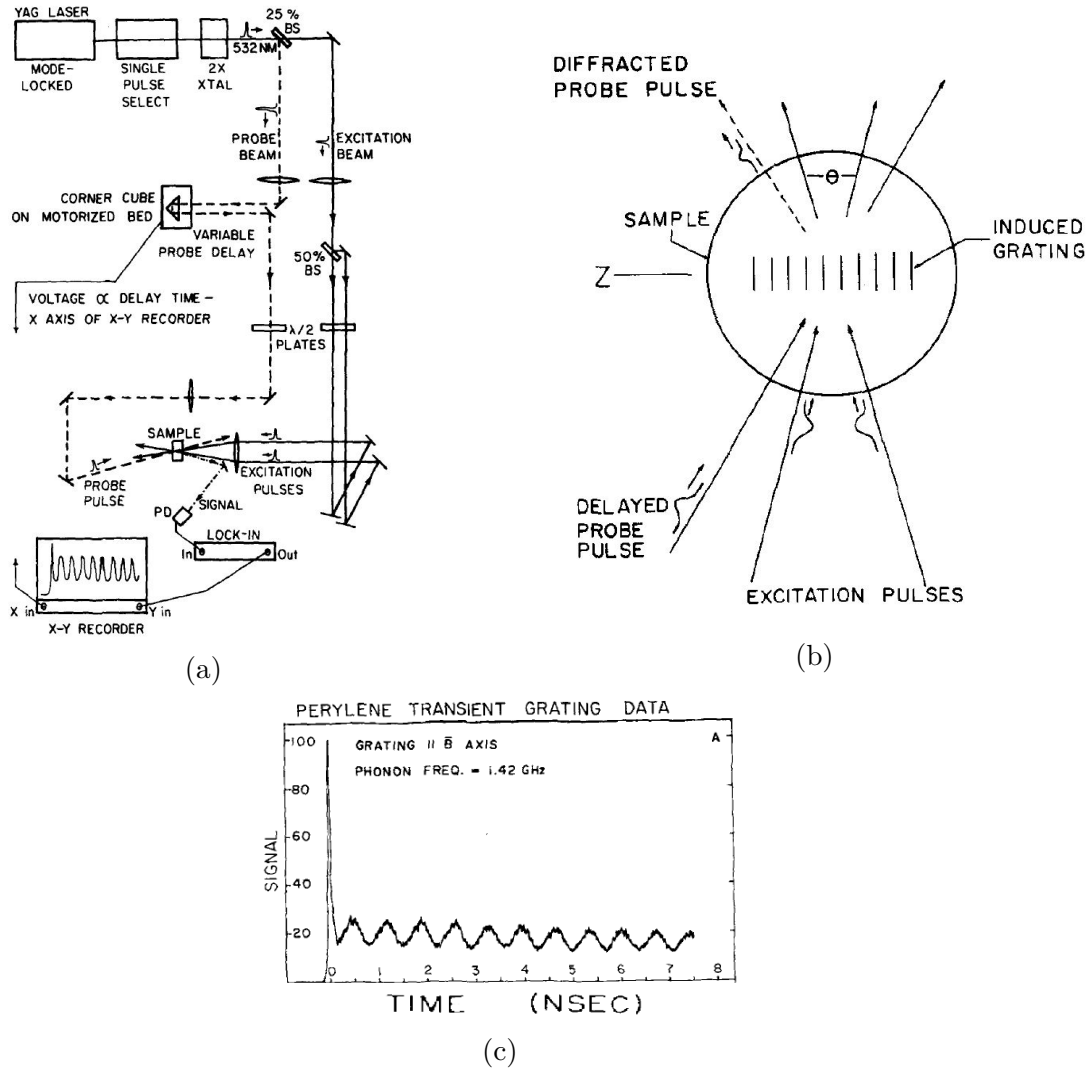 YAG LASER
MODE-
LOCKED
SINGLE
PULSE
SELECT
2X
XTAL
532 NM
25 %
BS
PROBE
BEAM
EXCITATION
BEAM
CORNER CUBE
ON MOTORIZED BED
VARIABLE
PROBE DELAY
50%
BS
VOLTAGE ∝ DELAY TIME –
X AXIS OF X-Y RECORDER
λ/2
PLATES
SAMPLE
PROBE
PULSE
EXCITATION
PULSES
SIGNAL
PD
LOCK-IN
In
Out
X in
Y in
X-Y RECORDER
(a)
DIFFRACTED
PROBE PULSE
θ
SAMPLE
INDUCED
GRATING
Z
DELAYED
PROBE
PULSE
EXCITATION PULSES
(b)
PERYLENE TRANSIENT GRATING DATA
GRATING II B̄ AXIS
A
PHONON FREQ. = 1.42 GHz
SIGNAL
100
80
60
40
20
0 1 2 3 4 5 6 7 8
TIME (NSEC)
(c)